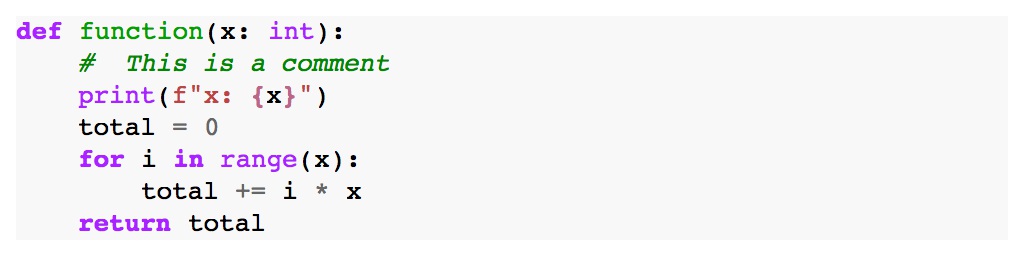 def function(x: int):
    #  This is a comment
    print(f"x: {x}")
    total = 0
    for i in range(x):
        total += i * x
    return total